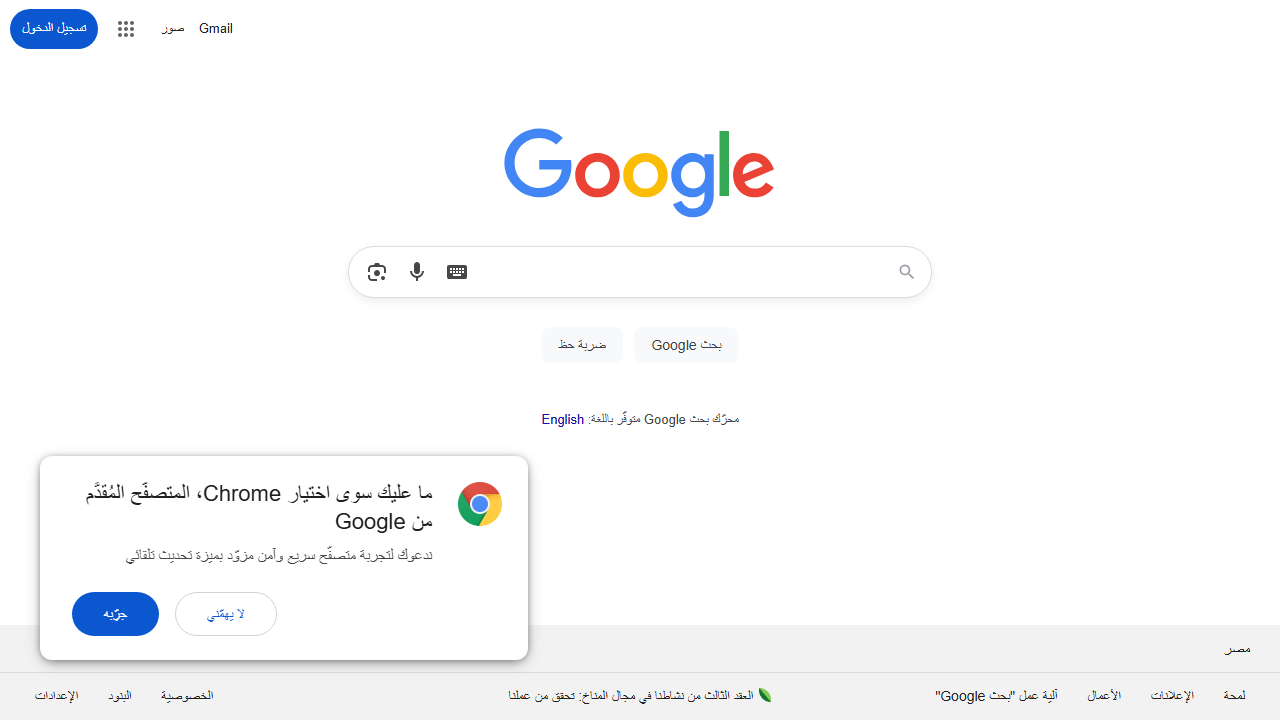 Gmail
صور
تسجيل الدخول
Google
بحث Google
ضربة حظ
محرّك بحث Google متوفّر باللغة: English
ما عليك سوى اختيار Chrome، المتصفّح المُقدَّم
من Google
ندعوك لتجربة متصفّح سريع وآمن مزوّد بميزة تحديث تلقائي
لا يهمّني
جرّبه
مصر
لمحة
الإعلانات
الأعمال
آلية عمل "بحث Google"
العقد الثالث من نشاطنا في مجال المناخ: تحقق من عملنا
الخصوصية
البنود
الإعدادات